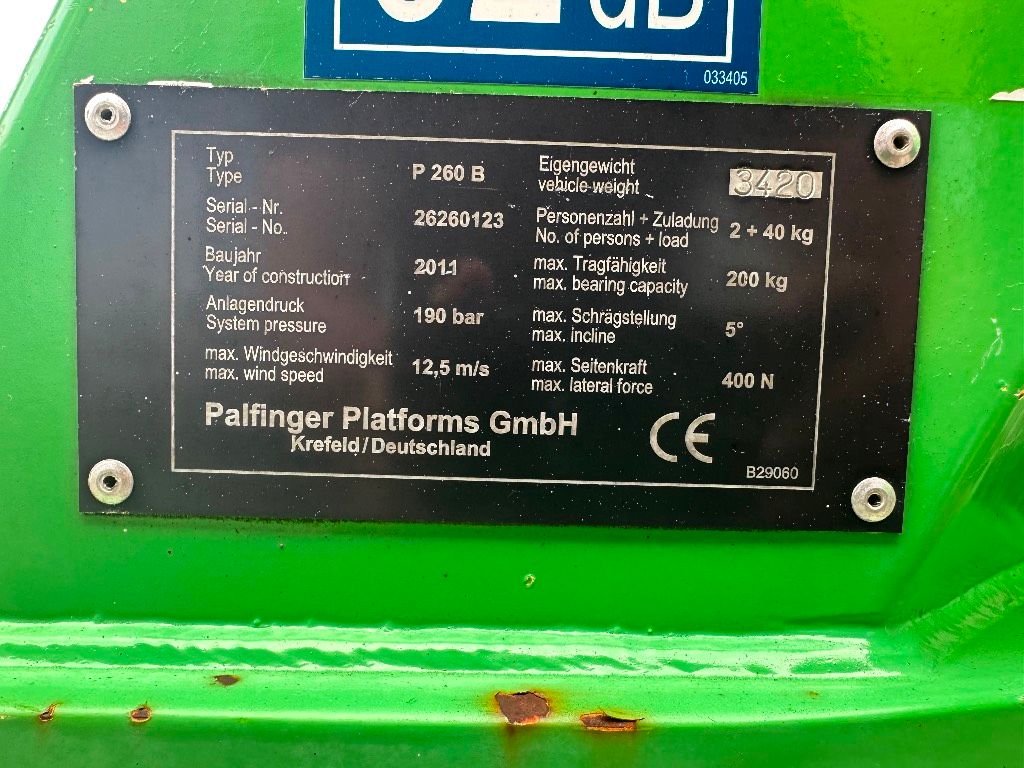 dB
033405
Typ
Type
P 260 B
Serial - Nr.
Serial - No.
26260123
Baujahr
Year of construction
2011
Anlagendruck
System pressure
190 bar
max. Windgeschwindigkeit
max. wind speed
12,5 m/s
Eigengewicht
vehicle weight
3420
Personenzahl + Zuladung
No. of persons + load
2 + 40 kg
max. Tragfähigkeit
max. bearing capacity
200 kg
max. Schrägstellung
max. incline
5°
max. Seitenkraft
max. lateral force
400 N
Palfinger Platforms GmbH
Krefeld/Deutschland
CE
B29060